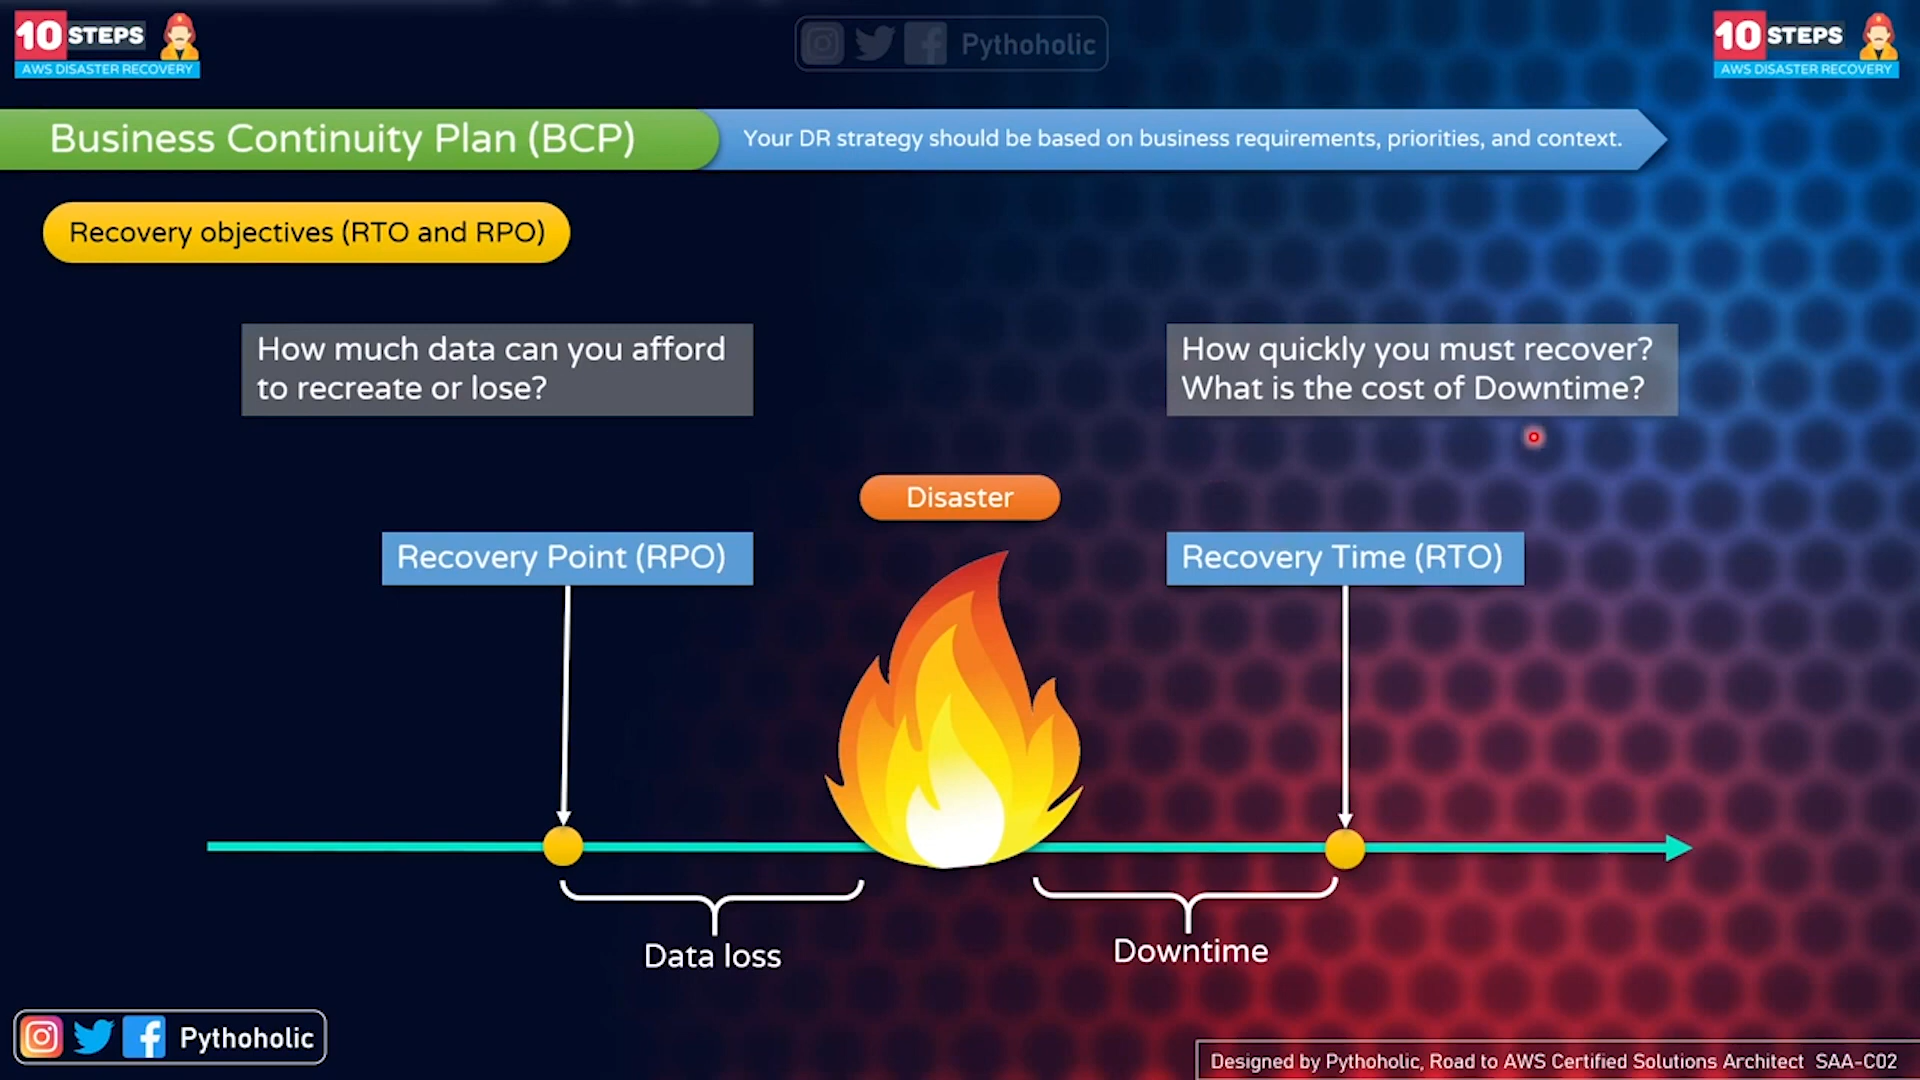 10 STEPS
AWS DISASTER RECOVERY
Pythoholic
10 STEPS
AWS DISASTER RECOVERY
Business Continuity Plan (BCP)
Your DR strategy should be based on business requirements, priorities, and context.
Recovery objectives (RTO and RPO)
How much data can you afford
to recreate or lose?
How quickly you must recover?
What is the cost of Downtime?
Disaster
Recovery Point (RPO)
Recovery Time (RTO)
Data loss
Downtime
Pythoholic
Designed by Pythoholic, Road to AWS Certified Solutions Architect SAA-C02